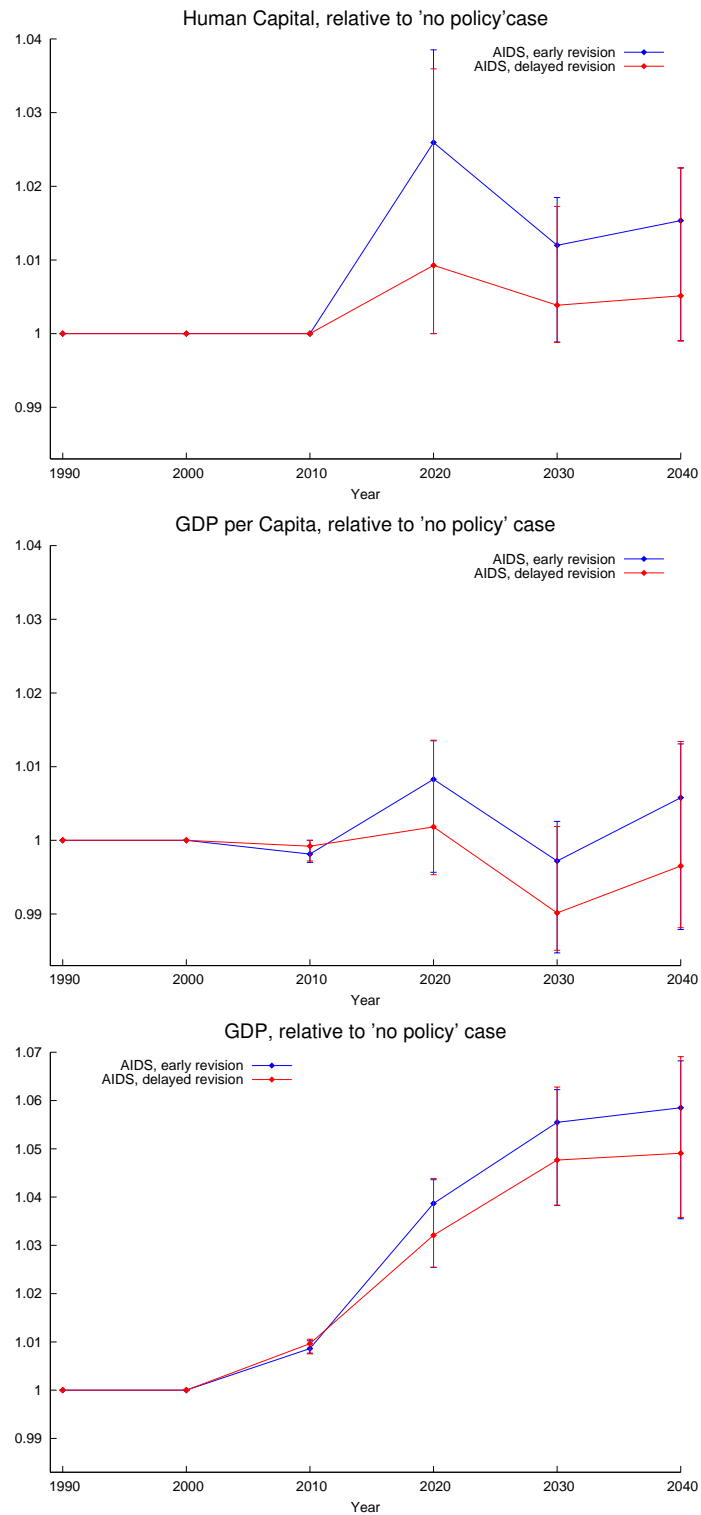 Human Capital, relative to 'no policy'case
1.04
AIDS, early revision
AIDS, delayed revision
1.03
1.02
1.01
1
0.99
1990 2000 2010 2020 2030 2040
Year
GDP per Capita, relative to 'no policy' case
1.04
AIDS, early revision
AIDS, delayed revision
1.03
1.02
1.01
1
0.99
1990 2000 2010 2020 2030 2040
Year
GDP, relative to 'no policy' case
1.07
AIDS, early revision
AIDS, delayed revision
1.06
1.05
1.04
1.03
1.02
1.01
1
0.99
1990 2000 2010 2020 2030 2040
Year